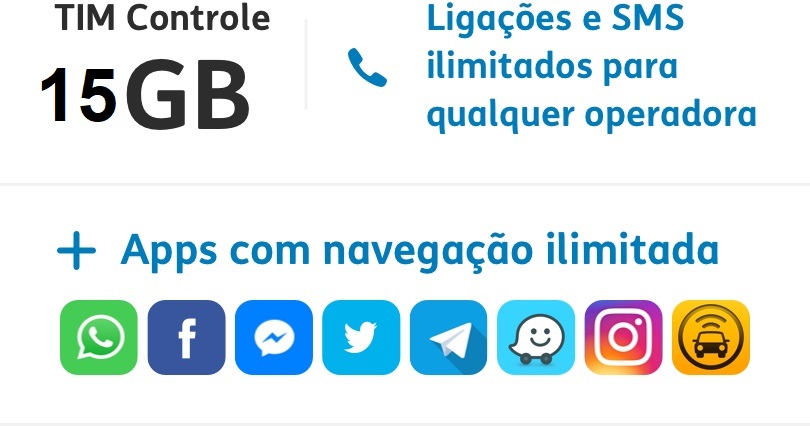 TIM Controle
15GB
Ligações e SMS
ilimitados para
qualquer operadora
+ Apps com navegação ilimitada